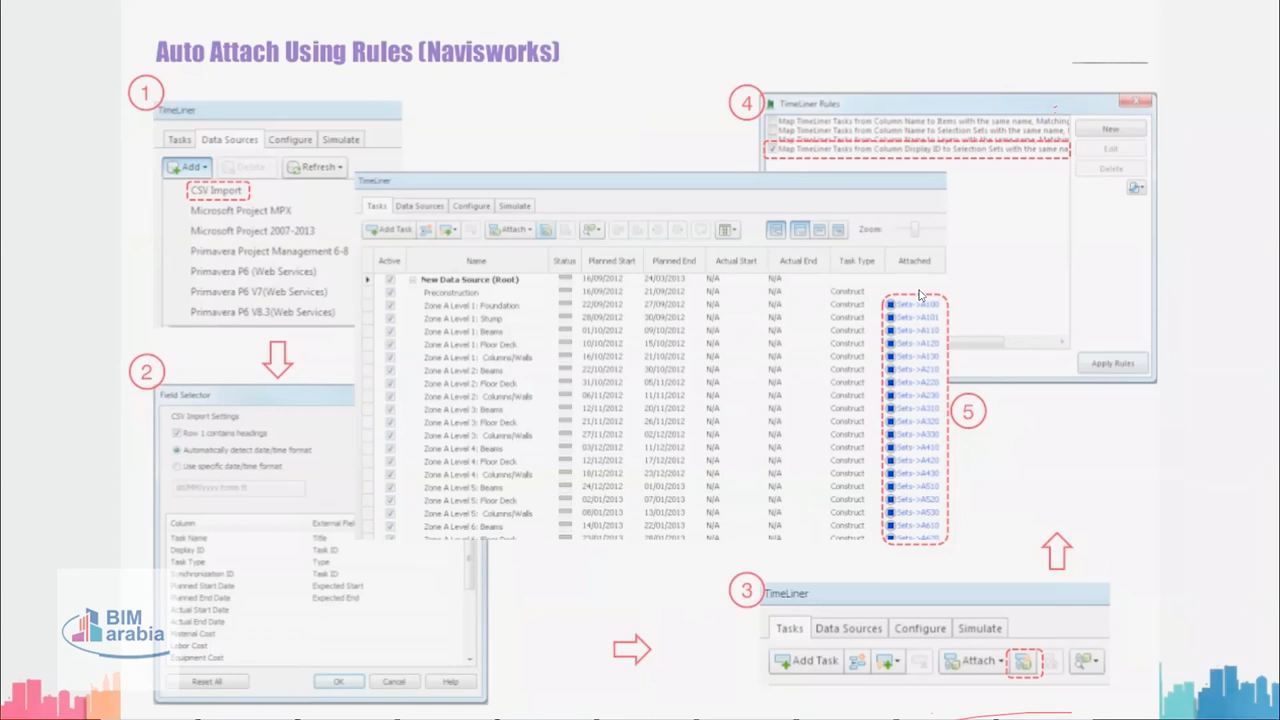 Auto Attach Using Rules (Navisworks)
1
TimeLiner
Tasks
Data Sources
Configure
Simulate
Add
Delete
Refresh
CSV Import
Microsoft Project MPX
Microsoft Project 2007-2013
Primavera Project Management 6-8
Primavera P6 (Web Services)
Primavera P6 V7(Web Services)
Primavera P6 V8.3(Web Services)
2
Field Selector
CSV Import Settings
Row 1 contains headings
Automatically detect date/time format
Use specific date/time format
Column External Fiel
Task Name Title
Display ID Task ID
Task Type Type
Synchronization ID Task ID
Planned Start Date Expected Start
Planned End Date Expected End
Actual Start Date
Actual End Date
Material Cost
Labor Cost
Equipment Cost
Reset All
OK
Cancel
Help
TimeLiner
Tasks
Data Sources
Configure
Simulate
Add Task
Attach
Zoom:
Active Name Status Planned Start Planned End Actual Start Actual End Task Type Attached
New Data Source (Root) 16/09/2012 24/03/2013 N/A N/A
Preconstruction 16/09/2012 21/09/2012 N/A N/A Construct
Zone A Level 1: Foundation 22/09/2012 27/09/2012 N/A N/A Construct Sets->A100
Zone A Level 1: Stump 28/09/2012 30/09/2012 N/A N/A Construct Sets->A101
Zone A Level 1: Beams 01/10/2012 09/10/2012 N/A N/A Construct Sets->A110
Zone A Level 1: Floor Deck 10/10/2012 15/10/2012 N/A N/A Construct Sets->A120
Zone A Level 1: Columns/Walls 16/10/2012 21/10/2012 N/A N/A Construct Sets->A130
Zone A Level 2: Beams 22/10/2012 30/10/2012 N/A N/A Construct Sets->A210
Zone A Level 2: Floor Deck 31/10/2012 05/11/2012 N/A N/A Construct Sets->A220
Zone A Level 2: Columns/Walls 06/11/2012 11/11/2012 N/A N/A Construct Sets->A230
Zone A Level 3: Beams 12/11/2012 20/11/2012 N/A N/A Construct Sets->A310
Zone A Level 3: Floor Deck 21/11/2012 26/11/2012 N/A N/A Construct Sets->A320
Zone A Level 3: Columns/Walls 27/11/2012 02/12/2012 N/A N/A Construct Sets->A330
Zone A Level 4: Beams 03/12/2012 11/12/2012 N/A N/A Construct Sets->A410
Zone A Level 4: Floor Deck 12/12/2012 17/12/2012 N/A N/A Construct Sets->A420
Zone A Level 4: Columns/Walls 18/12/2012 23/12/2012 N/A N/A Construct Sets->A430
Zone A Level 5: Beams 24/12/2012 01/01/2013 N/A N/A Construct Sets->A510
Zone A Level 5: Floor Deck 02/01/2013 07/01/2013 N/A N/A Construct Sets->A520
Zone A Level 5: Columns/Walls 08/01/2013 13/01/2013 N/A N/A Construct Sets->A530
Zone A Level 6: Beams 14/01/2013 22/01/2013 N/A N/A Construct Sets->A610
4
TimeLiner Rules
Map TimeLiner Tasks from Column Name to Items with the same name, Matching
Map TimeLiner Tasks from Column Name to Selection Sets with the same name,
Map TimeLiner Tasks from Column Display ID to Selection Sets with the same na
New
Edit
Delete
Apply Rules
5
3
TimeLiner
Tasks
Data Sources
Configure
Simulate
Add Task
Attach
BIM
arabia